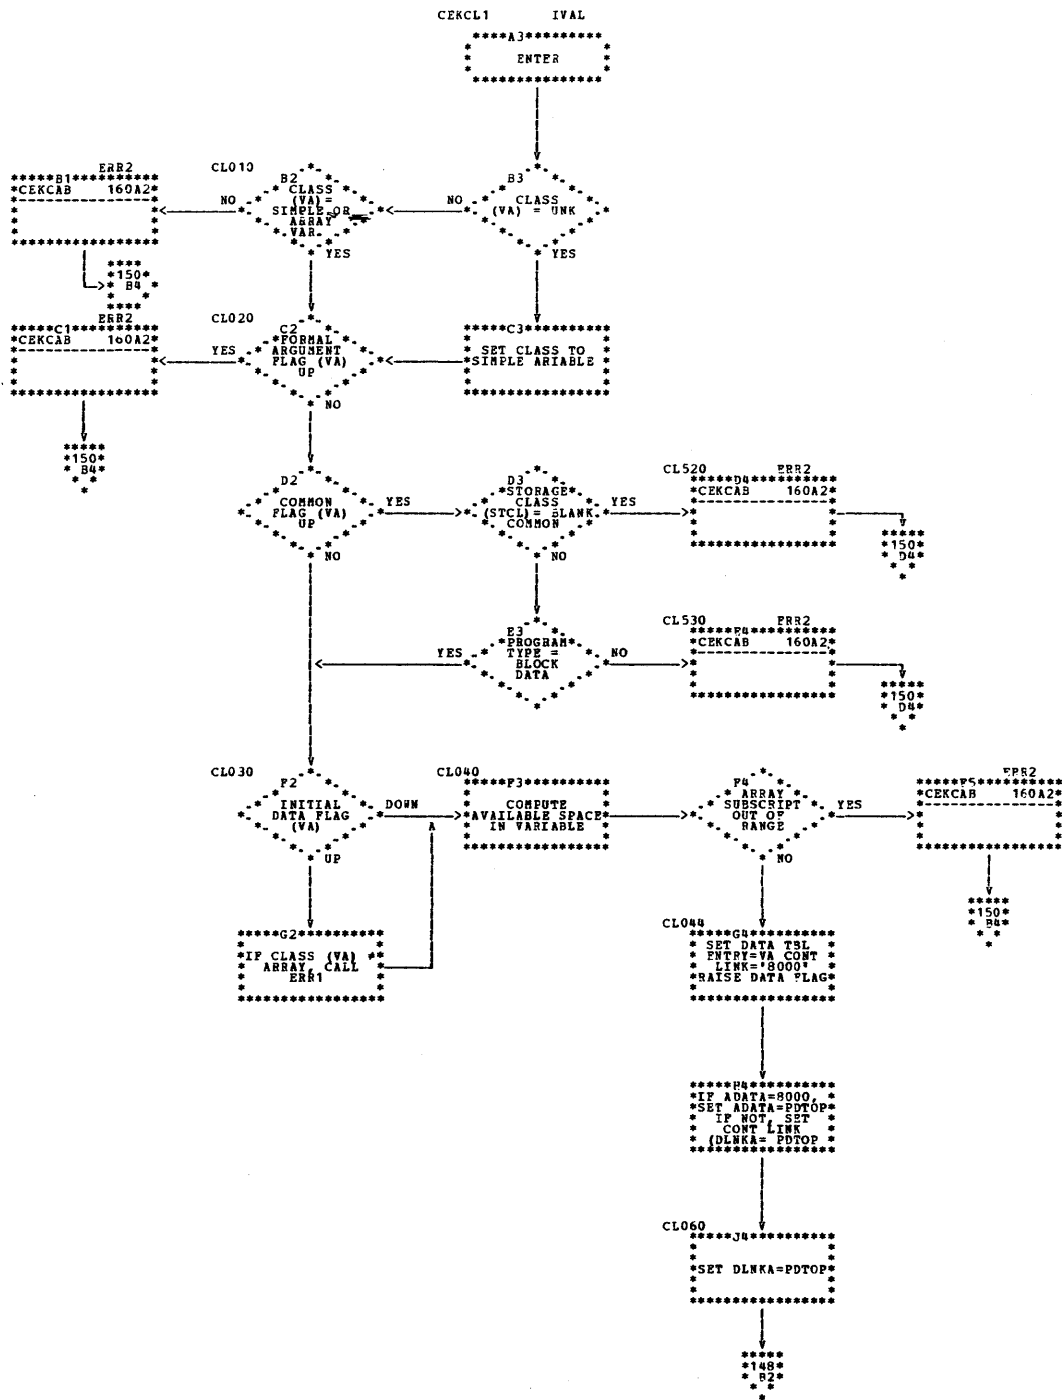 CEKCL1 IVAL
A3
ENTER
CL010
B3
CLASS
(VA) = UNK
NO
YES
B2
CLASS
(VA)=
SIMPLE OR
ARRAY
VAR.
NO
YES
ERR2
B1
CEKCAB 160A2
150
B4
CL020
C3
SET CLASS TO
SIMPLE ARIABLE
C2
FORMAL
ARGUMENT
FLAG (VA)
UP
YES
NO
ERR2
C1
CEKCAB 160A2
150
B4
D2
COMMON
FLAG (VA)
UP
YES
NO
D3
STORAGE
CLASS
(STCL)= BLANK
COMMON
YES
NO
CL520 ERR2
D4
CEKCAB 160A2
150
D4
E3
PROGRAM
TYPE =
BLOCK
DATA
YES
NO
CL530 ERR2
E4
CEKCAB 160A2
150
D4
CL030
F2
INITIAL
DATA FLAG
(VA)
DOWN
UP
CL040
F3
COMPUTE
AVAILABLE SPACE
IN VARIABLE
F4
ARRAY
SUBSCRIPT
OUT OF
RANGE
YES
NO
ERR2
F5
CEKCAB 160A2
150
B4
G2
IF CLASS (VA) ≠
ARRAY, CALL
ERR1
CL044
G4
SET DATA TBL
ENTRY=VA CONT
LINK="8000"
RAISE DATA FLAG
H4
IF ADATA=8000,
SET ADATA=PDTOP
IF NOT, SET
CONT LINK
(DLNKA= PDTOP
CL060
J4
SET DLNKA=PDTOP
148
B2